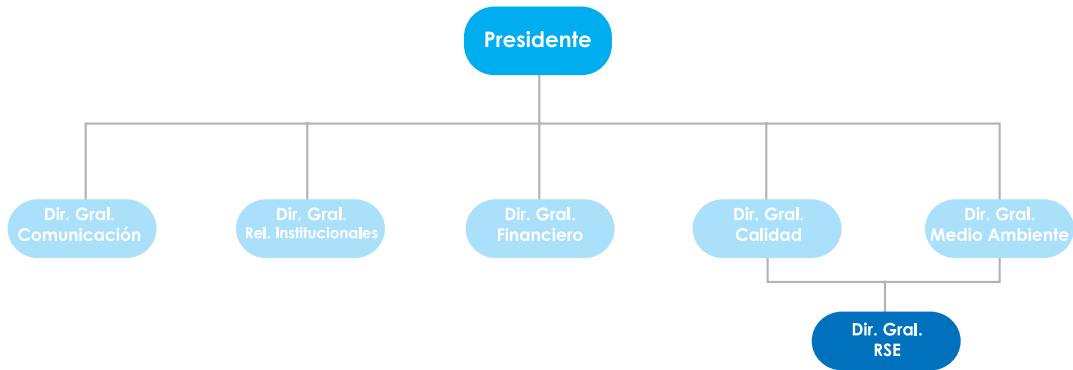 Presidente
Dir. Gral.
Comunicación
Dir. Gral.
Rel. Institucionales
Dir. Gral.
Financiero
Dir. Gral.
Calidad
Dir. Gral.
Medio Ambiente
Dir. Gral.
RSE